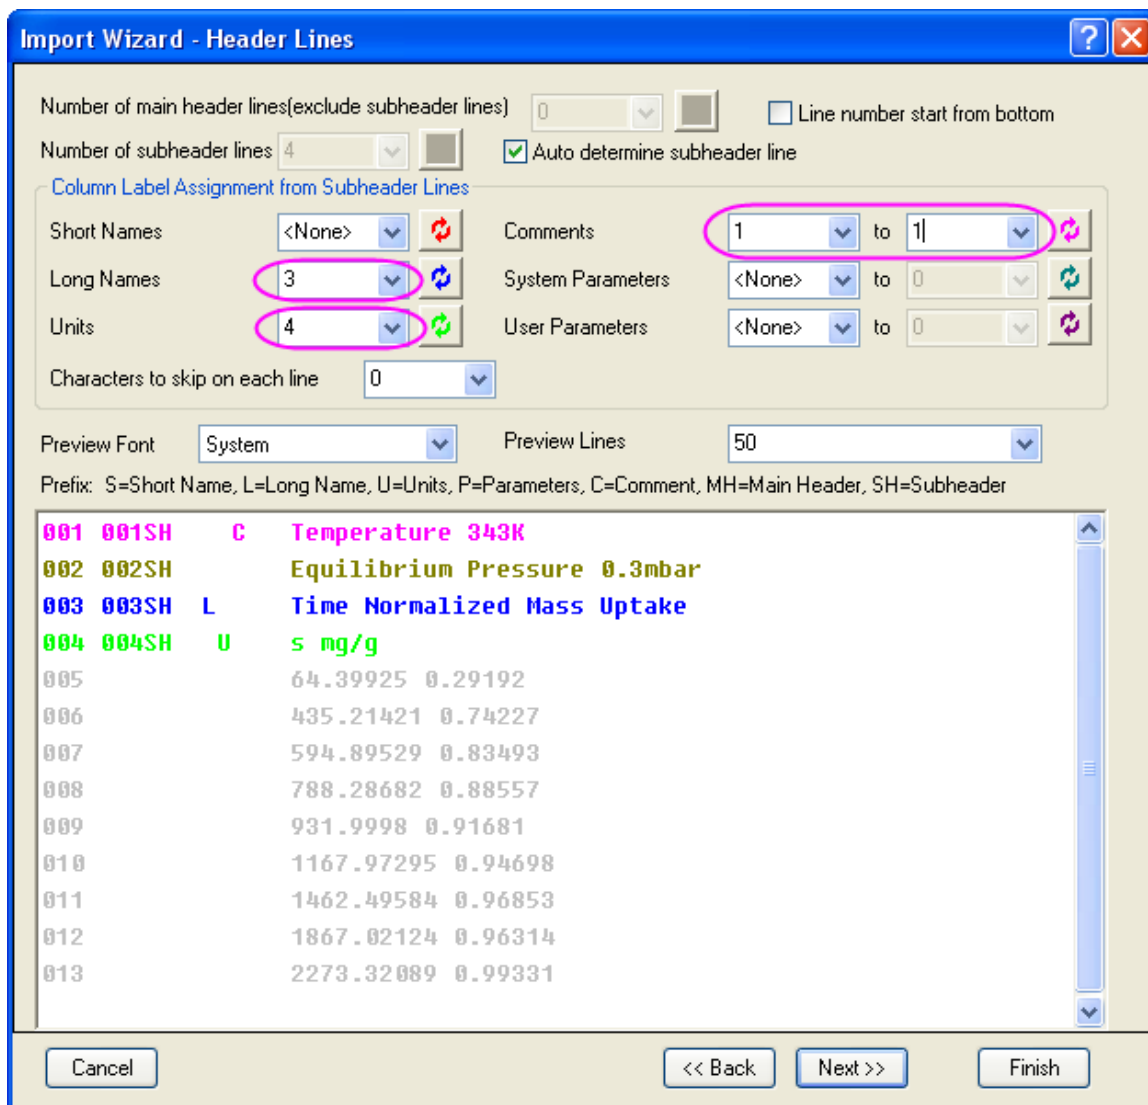 Import Wizard - Header Lines
?
Number of main header lines(exclude subheader lines) 0 Line number start from bottom
Number of subheader lines 4 Auto determine subheader line
Column Label Assignment from Subheader Lines
Short Names <None> Comments 1 to 1
Long Names 3 System Parameters <None> to 0
Units 4 User Parameters <None> to 0
Characters to skip on each line 0
Preview Font System Preview Lines 50
Prefix: S=Short Name, L=Long Name, U=Units, P=Parameters, C=Comment, MH=Main Header, SH=Subheader
001 001SH C Temperature 343K
002 002SH Equilibrium Pressure 0.3mbar
003 003SH L Time Normalized Mass Uptake
004 004SH U s mg/g
005 64.39925 0.29192
006 435.21421 0.74227
007 594.89529 0.83493
008 788.28682 0.88557
009 931.9998 0.91681
010 1167.97295 0.94698
011 1462.49584 0.96853
012 1867.02124 0.96314
013 2273.32089 0.99331
Cancel << Back Next >> Finish